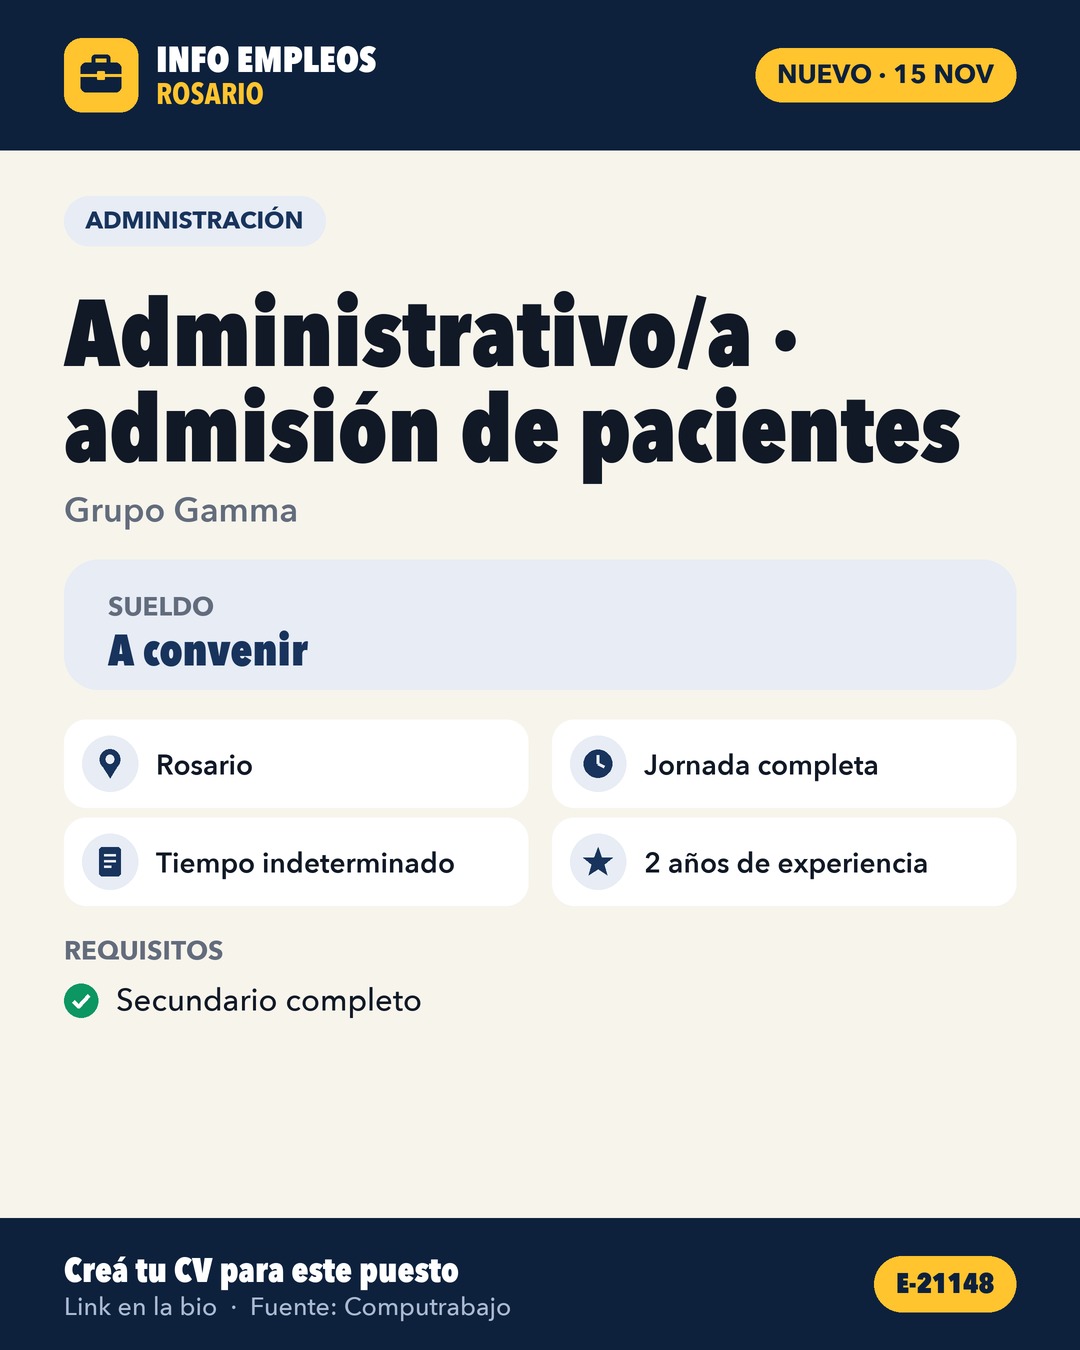 INFO EMPLEOS
ROSARIO
NUEVO · 15 NOV
ADMINISTRACIÓN
Administrativo/a ·
admisión de pacientes
Grupo Gamma
SUELDO
A convenir
Rosario
Jornada completa
Tiempo indeterminado
2 años de experiencia
REQUISITOS
Secundario completo
Creá tu CV para este puesto
Link en la bio · Fuente: Computrabajo
E-21148